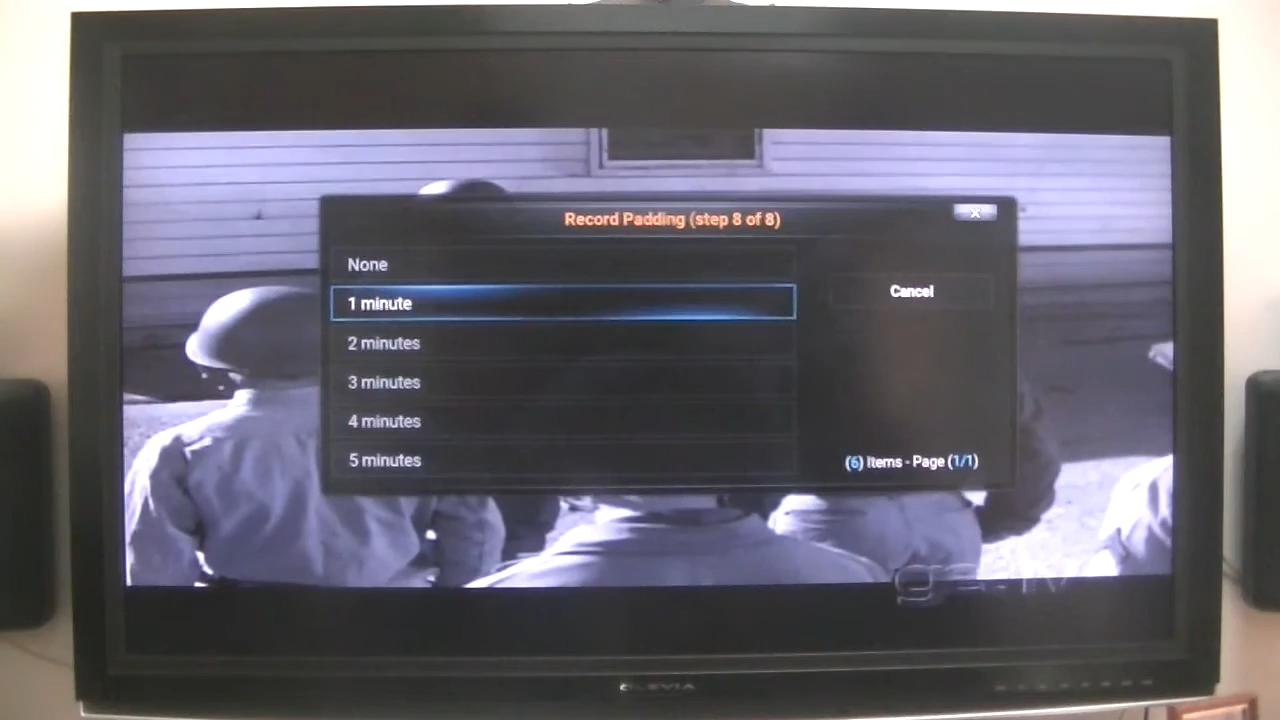 Record Padding (step 8 of 8)
X
None
1 minute
Cancel
2 minutes
3 minutes
4 minutes
5 minutes
(6) Items - Page (1/1)
OLEVIA